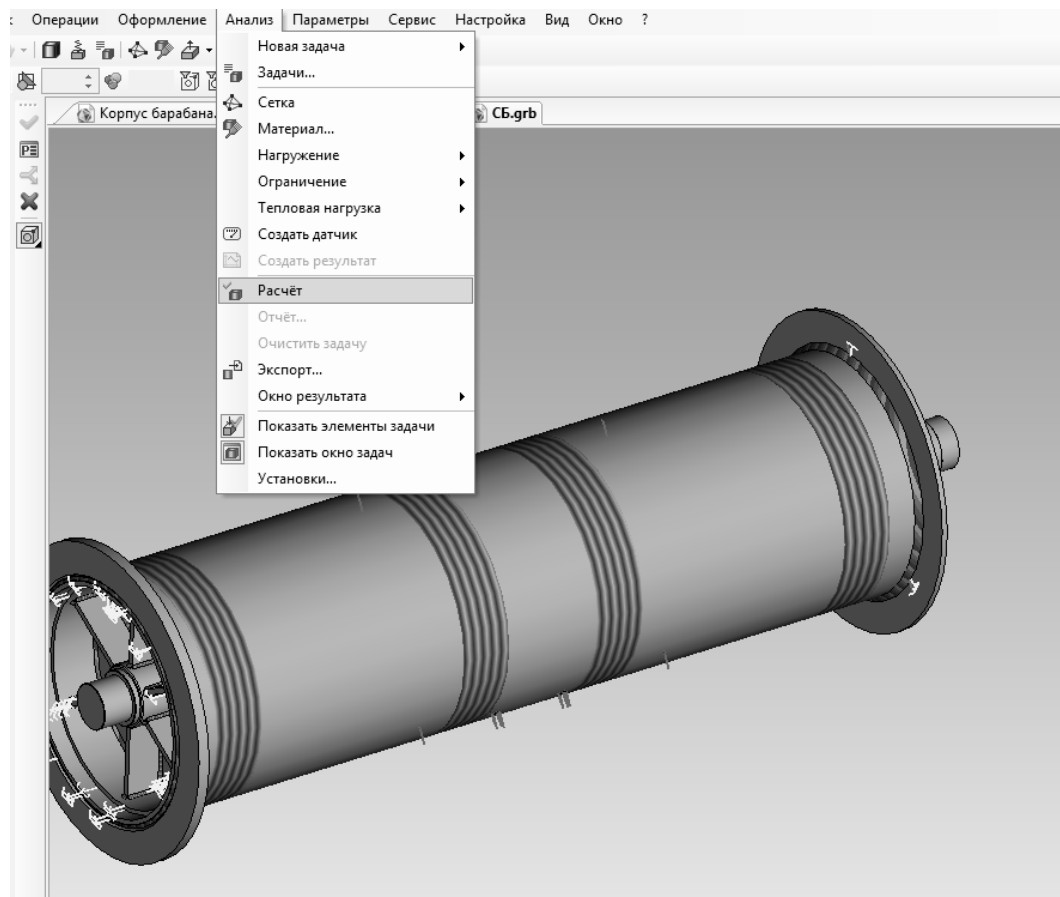 Операции Оформление Анализ Параметры Сервис Настройка Вид Окно ?
Новая задача
Задачи...
Корпус барабана.
СБ.grb
Сетка
Материал...
Нагружение
Ограничение
Тепловая нагрузка
Создать датчик
Создать результат
Расчёт
Отчёт...
Очистить задачу
Экспорт...
Окно результата
Показать элементы задачи
Показать окно задач
Установки...